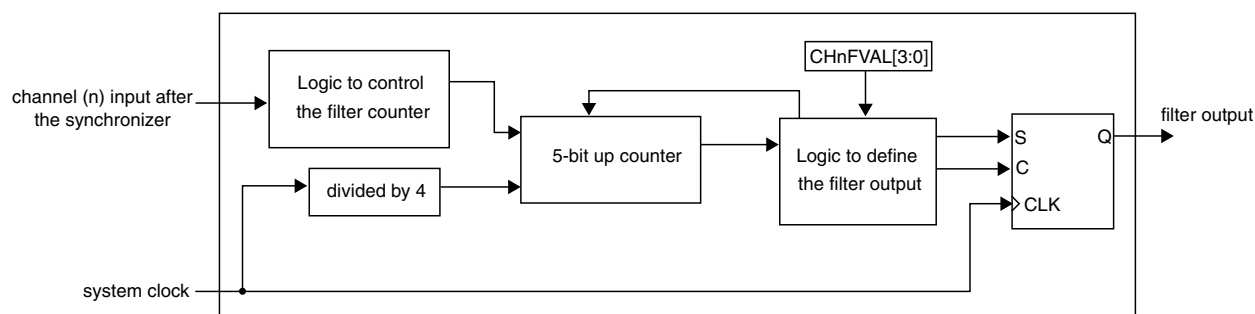 CHnFVAL[3:0]
Logic to control
the filter counter
channel (n) input after
the synchronizer
filter output
S
Q
5-bit up counter
Logic to define
the filter output
C
divided by 4
CLK
system clock